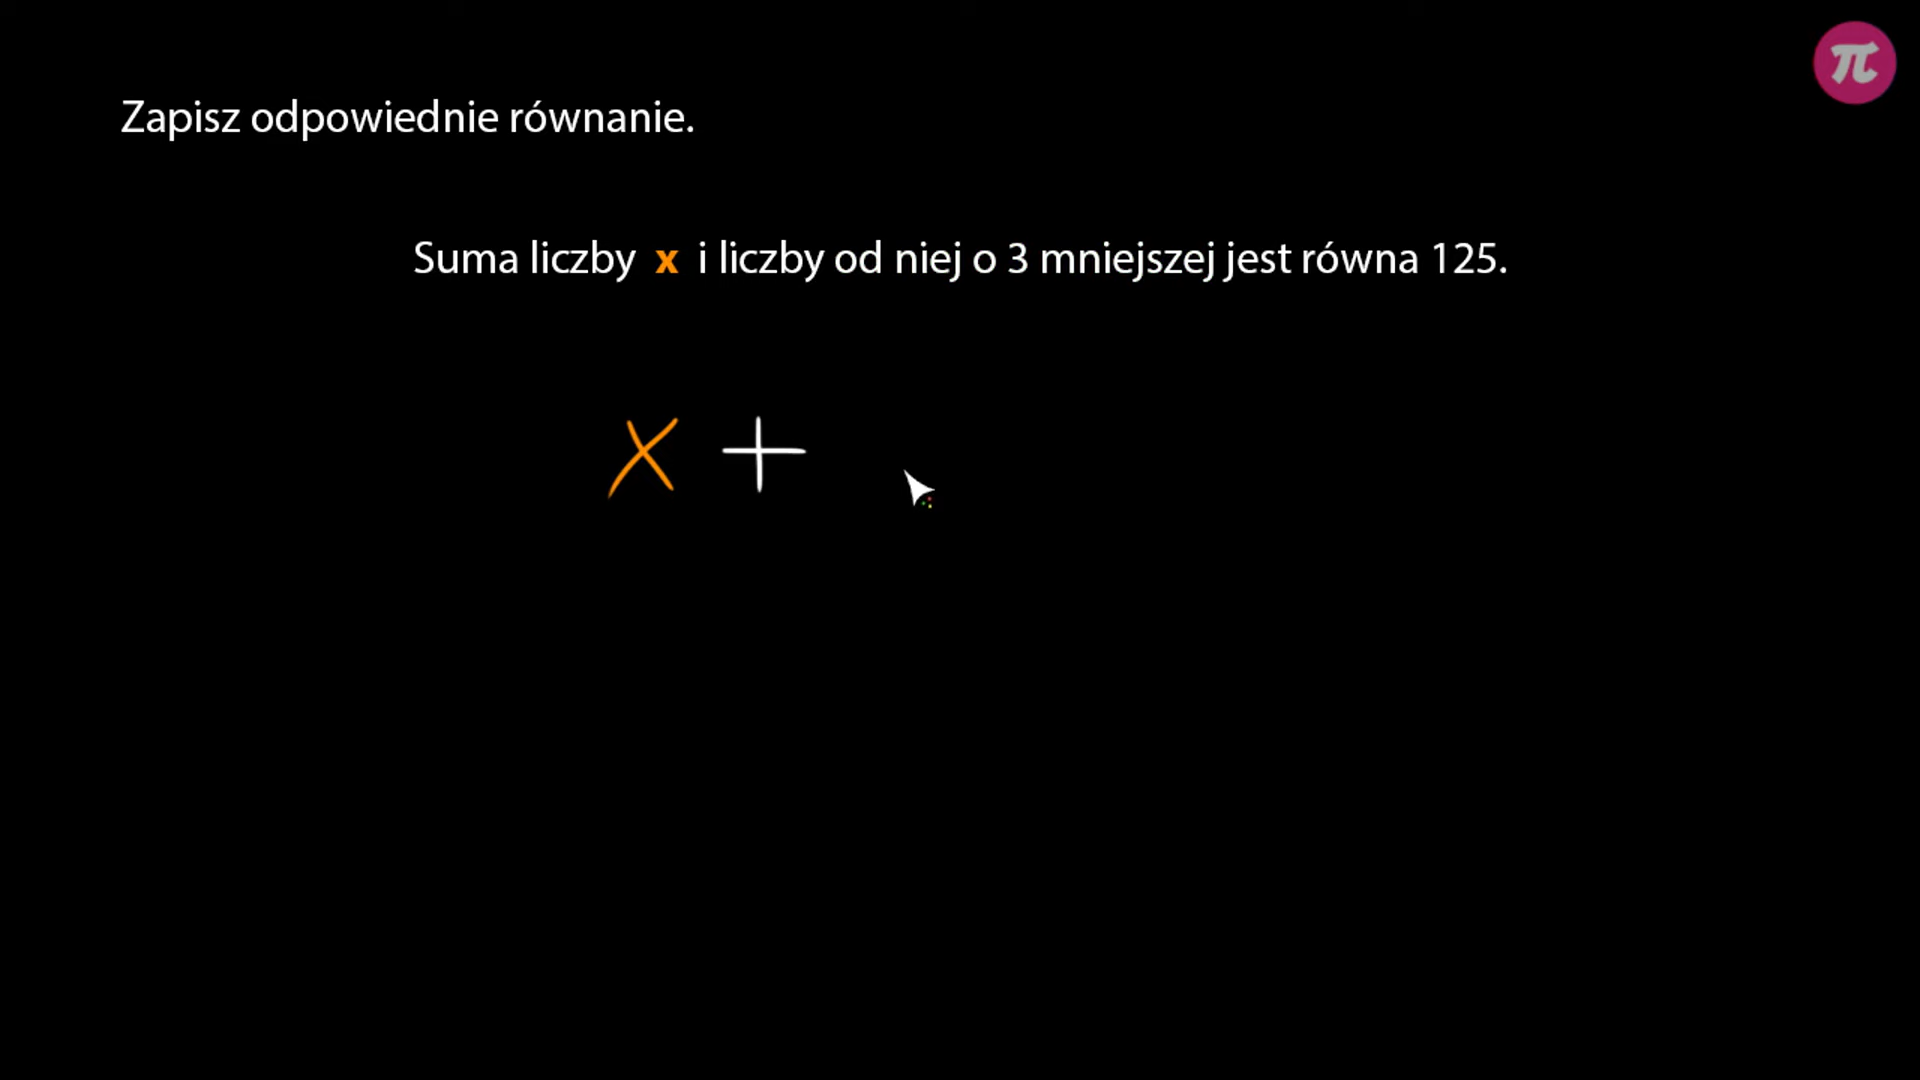 π
Zapisz odpowiednie równanie.
Suma liczby x i liczby od niej o 3 mniejszej jest równa 125.
x +